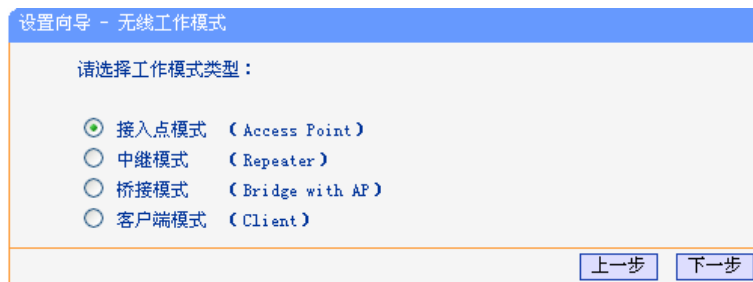 设置向导 - 无线工作模式
请选择工作模式类型：
接入点模式 （Access Point）
中继模式 （Repeater）
桥接模式 （Bridge with AP）
客户端模式 （Client）
上一步 下一步